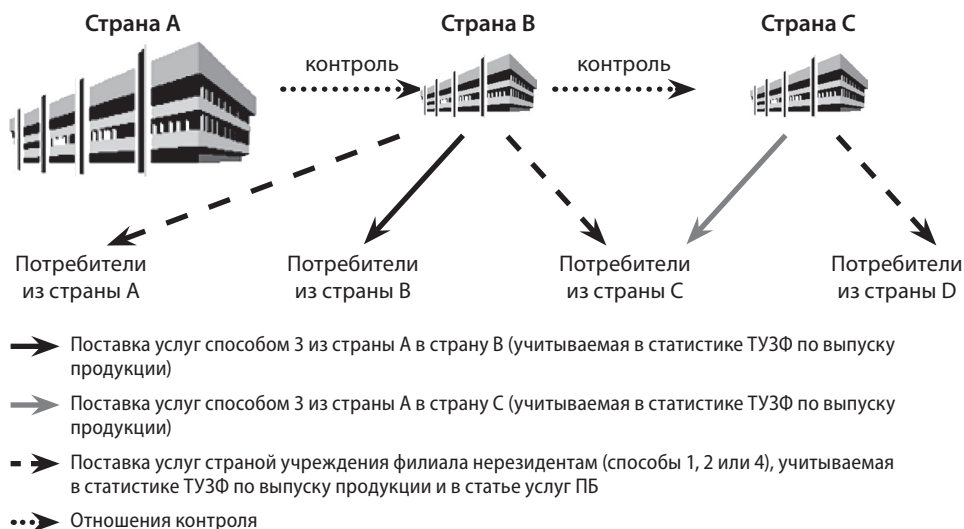 Страна A
Страна B
Страна C
контроль
контроль
Потребители
из страны A
Потребители
из страны B
Потребители
из страны C
Потребители
из страны D
Поставка услуг способом 3 из страны A в страну B (учитываемая в статистике ТУЗФ по выпуску
продукции)
Поставка услуг способом 3 из страны A в страну C (учитываемая в статистике ТУЗФ по выпуску
продукции)
Поставка услуг страной учреждения филиала нерезидентам (способы 1, 2 или 4), учитываемая
в статистике ТУЗФ по выпуску продукции и в статье услуг ПБ
Отношения контроля